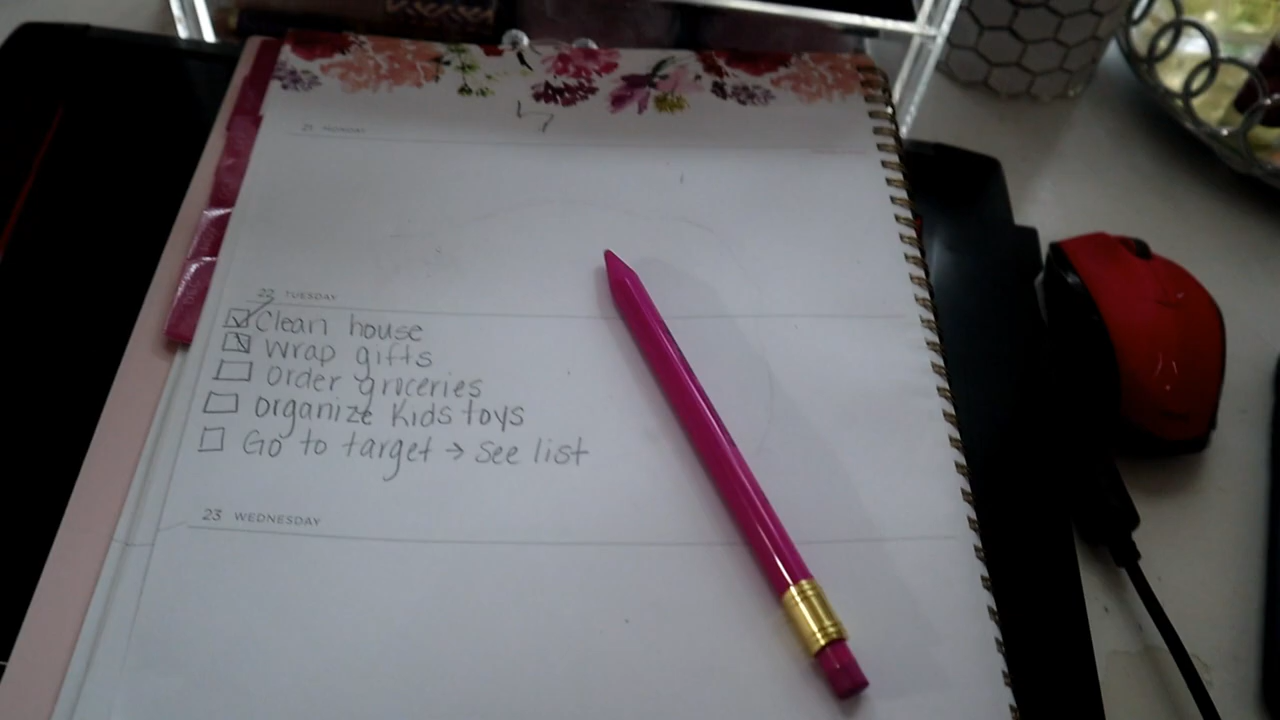 21 MONDAY
22 TUESDAY
Clean house
Wrap gifts
Order groceries
Organize Kids toys
Go to target → See list
23 WEDNESDAY